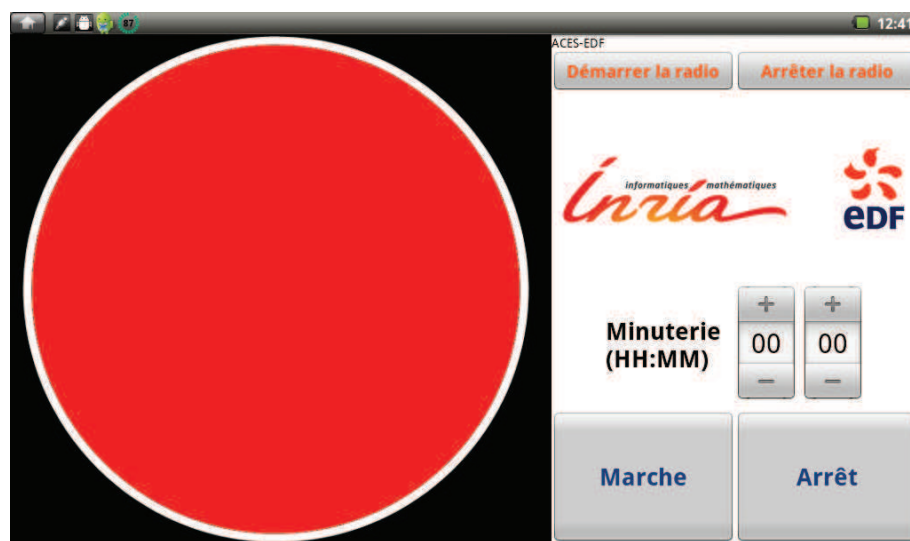 87
12:41
ACES-EDF
Démarrer la radio
Arrêter la radio
informatiques mathématiques
Inria
eDF
Minuterie
(HH:MM)
+
+
00
00
−
−
Marche
Arrêt